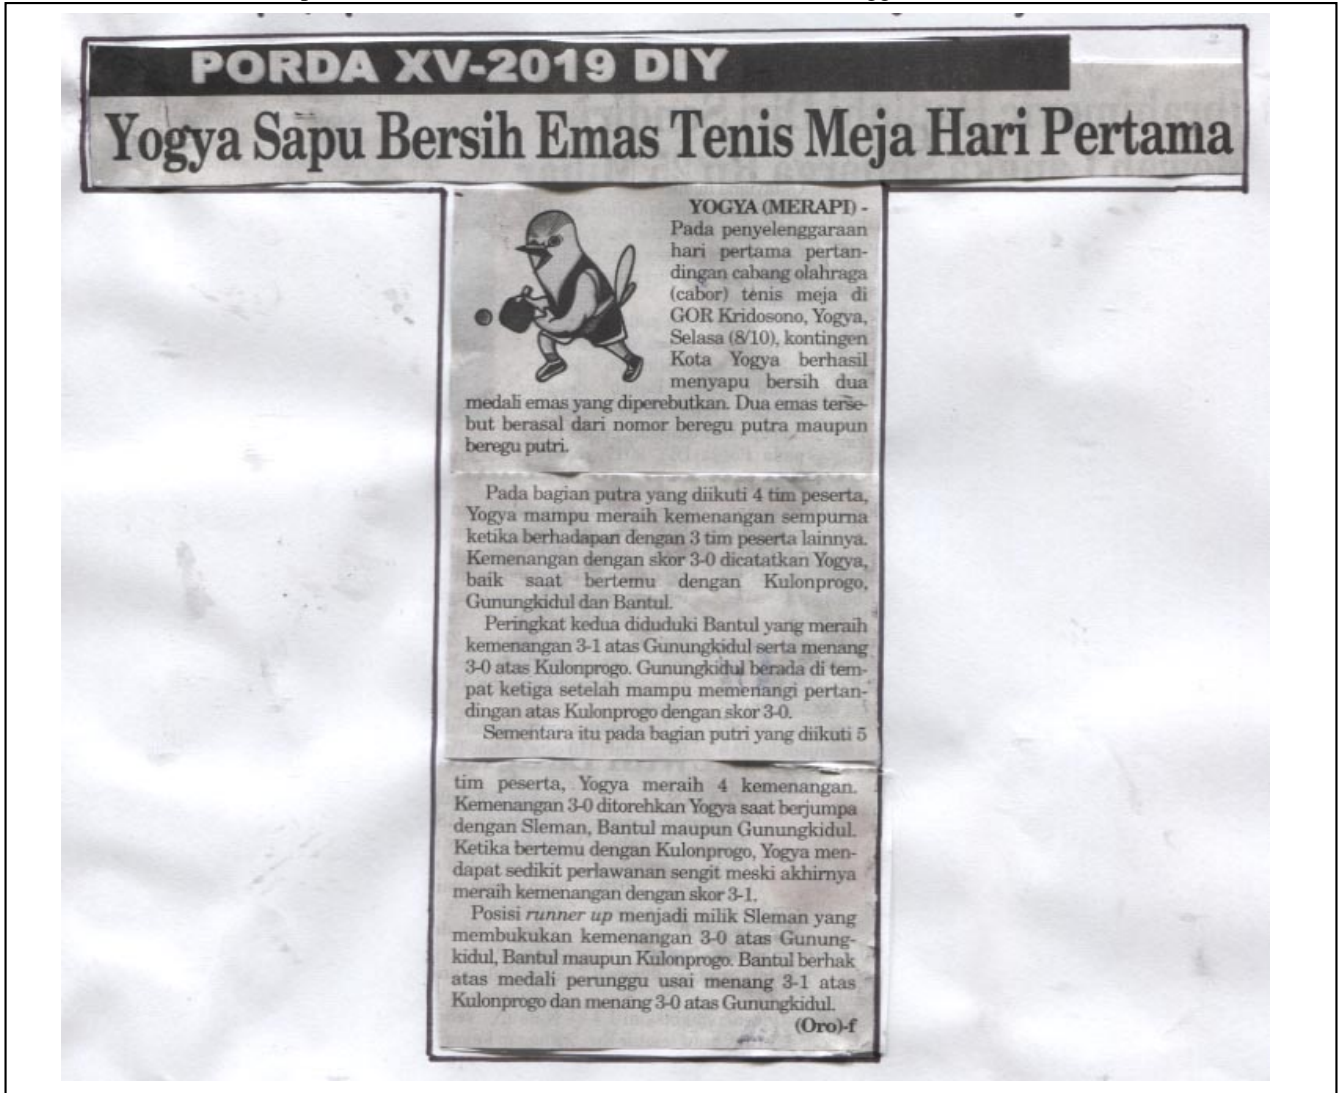 PORDA XV-2019 DIY
Yogya Sapu Bersih Emas Tenis Meja Hari Pertama
YOGYA (MERAPI) -
Pada penyelenggaraan
hari pertama pertan-
dingan cabang olahraga
(cabor) tenis meja di
GOR Kridosono, Yogya,
Selasa (8/10), kontingen
Kota Yogya berhasil
menyapu bersih dua
medali emas yang diperebutkan. Dua emas terse-
but berasal dari nomor beregu putra maupun
beregu putri.
Pada bagian putra yang diikuti 4 tim peserta,
Yogya mampu meraih kemenangan sempurna
ketika berhadapan dengan 3 tim peserta lainnya.
Kemenangan dengan skor 3-0 dicatatkan Yogya,
baik saat bertemu dengan Kulonprogo,
Gunungkidul dan Bantul.
Peringkat kedua diduduki Bantul yang meraih
kemenangan 3-1 atas Gunungkidul serta menang
3-0 atas Kulonprogo. Gunungkidul berada di tem-
pat ketiga setelah mampu memenangi pertan-
dingan atas Kulonprogo dengan skor 3-0.
Sementara itu pada bagian putri yang diikuti 5
tim peserta, Yogya meraih 4 kemenangan.
Kemenangan 3-0 ditorehkan Yogya saat berjumpa
dengan Sleman, Bantul maupun Gunungkidul.
Ketika bertemu dengan Kulonprogo, Yogya men-
dapat sedikit perlawanan sengit meski akhirnya
meraih kemenangan dengan skor 3-1.
Posisi runner up menjadi milik Sleman yang
membukukan kemenangan 3-0 atas Gunung-
kidul, Bantul maupun Kulonprogo. Bantul berhak
atas medali perunggu usai menang 3-1 atas
Kulonprogo dan menang 3-0 atas Gunungkidul.
(Oro)-f